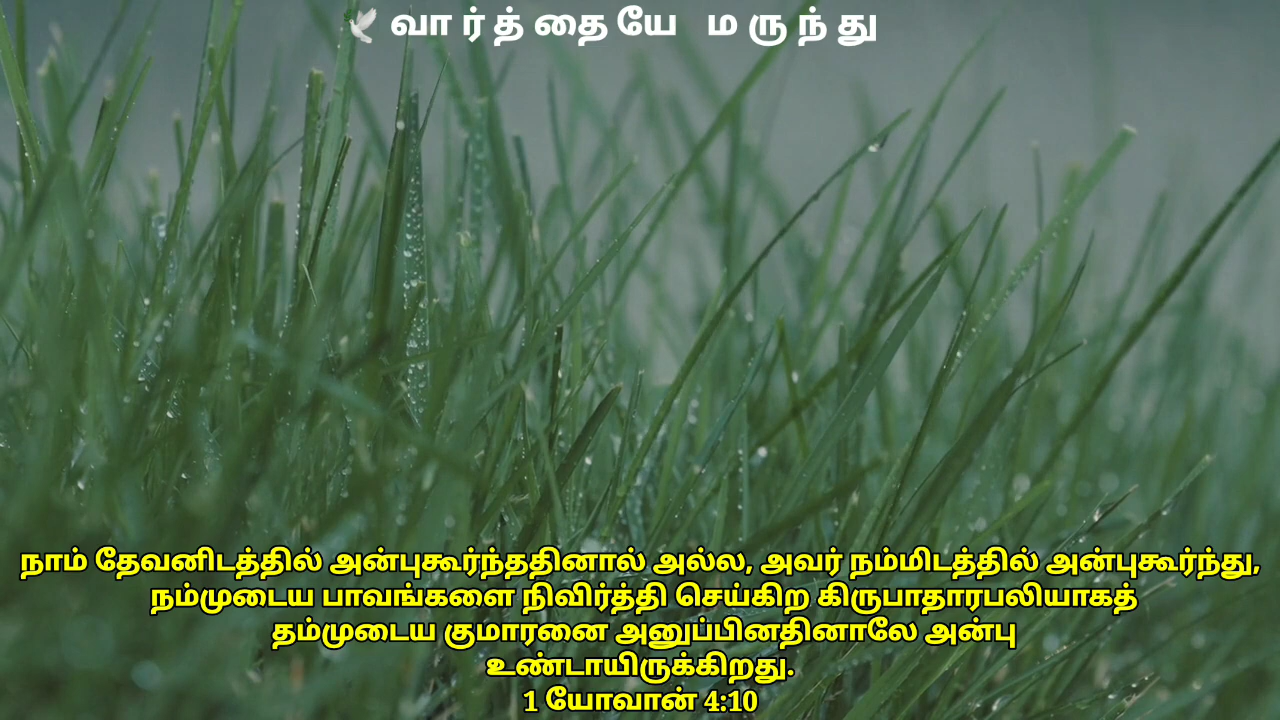 🕊 வார்த்தையே மருந்து
நாம் தேவனிடத்தில் அன்புகூர்ந்ததினால் அல்ல, அவர் நம்மிடத்தில் அன்புகூர்ந்து,
நம்முடைய பாவங்களை நிவிர்த்தி செய்கிற கிருபாதாரபலியாகத்
தம்முடைய குமாரனை அனுப்பினதினாலே அன்பு
உண்டாயிருக்கிறது.
1 யோவான் 4:10